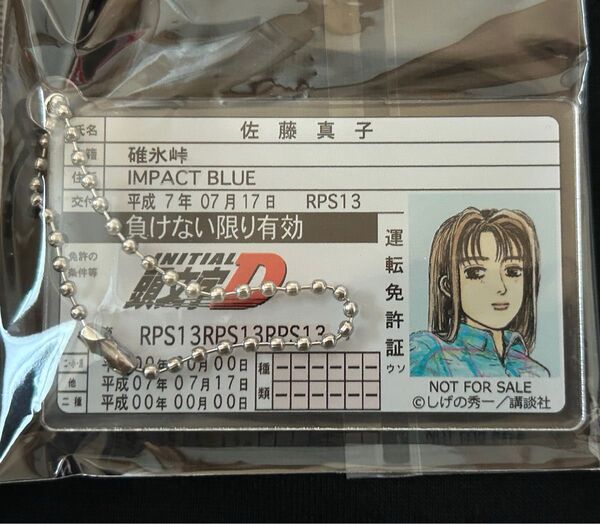 氏名 佐藤真子
籍 碓氷峠
住 IMPACT BLUE
交付 平成 7年 07月 17日 RPS13
負けない限り有効
免許の
条件等
INITIAL
頭文字D
RPS13RPS13RPS13
二・小・原 平成00年 00月 00日
他 平成07年 07月 17日
二種 平成00年 00月 00日
種類
運転免許証
ウソ
NOT FOR SALE
©しげの秀一/講談社